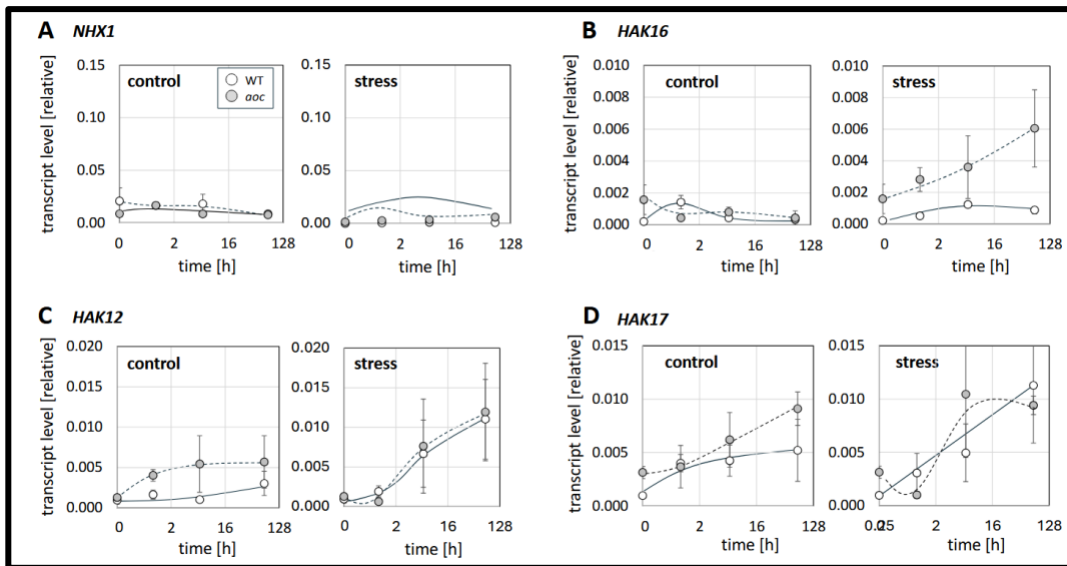 A NHX1
transcript level [relative]
0.15
0.10
0.05
0.00
control
WT
aoc
0 2 16 128
time [h]
0.15
0.10
0.05
0.00
stress
0 2 16 128
time [h]
B HAK16
transcript level [relative]
0.010
0.008
0.006
0.004
0.002
0.000
control
0 2 16 128
time [h]
0.010
0.008
0.006
0.004
0.002
0.000
stress
0 2 16 128
time [h]
C HAK12
transcript level [relative]
0.020
0.015
0.010
0.005
0.000
control
0 2 16 128
time [h]
0.020
0.015
0.010
0.005
0.000
stress
0 2 16 128
time [h]
D HAK17
transcript level [relative]
0.015
0.010
0.005
0.000
control
0 2 16 128
time [h]
0.015
0.010
0.005
0.000
stress
2 16 128
time [h]